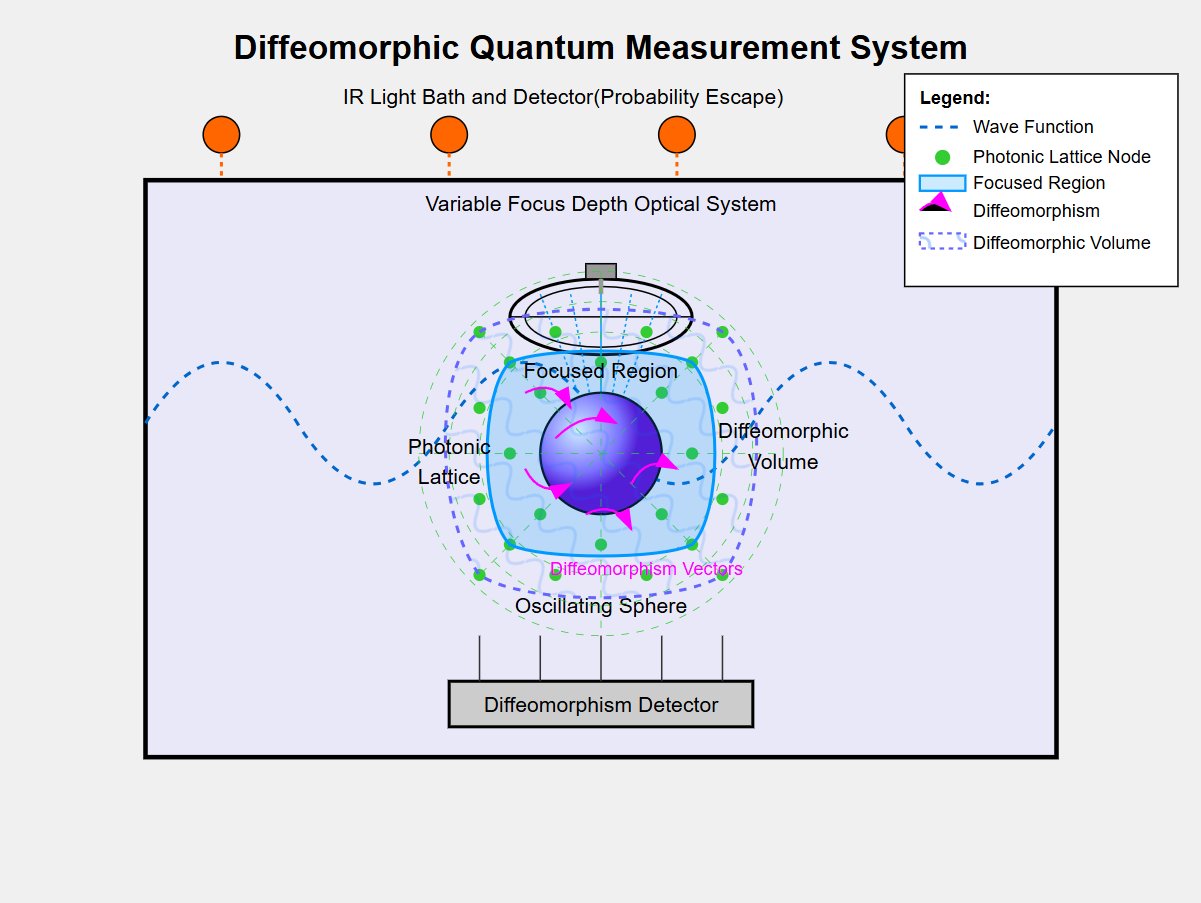 Diffeomorphic Quantum Measurement System
IR Light Bath and Detector(Probability Escape)
Legend:
Wave Function
Photonic Lattice Node
Focused Region
Diffeomorphism
Diffeomorphic Volume
Variable Focus Depth Optical System
Focused Region
Photonic
Lattice
Diffeomorphic
Volume
Diffeomorphism Vectors
Oscillating Sphere
Diffeomorphism Detector